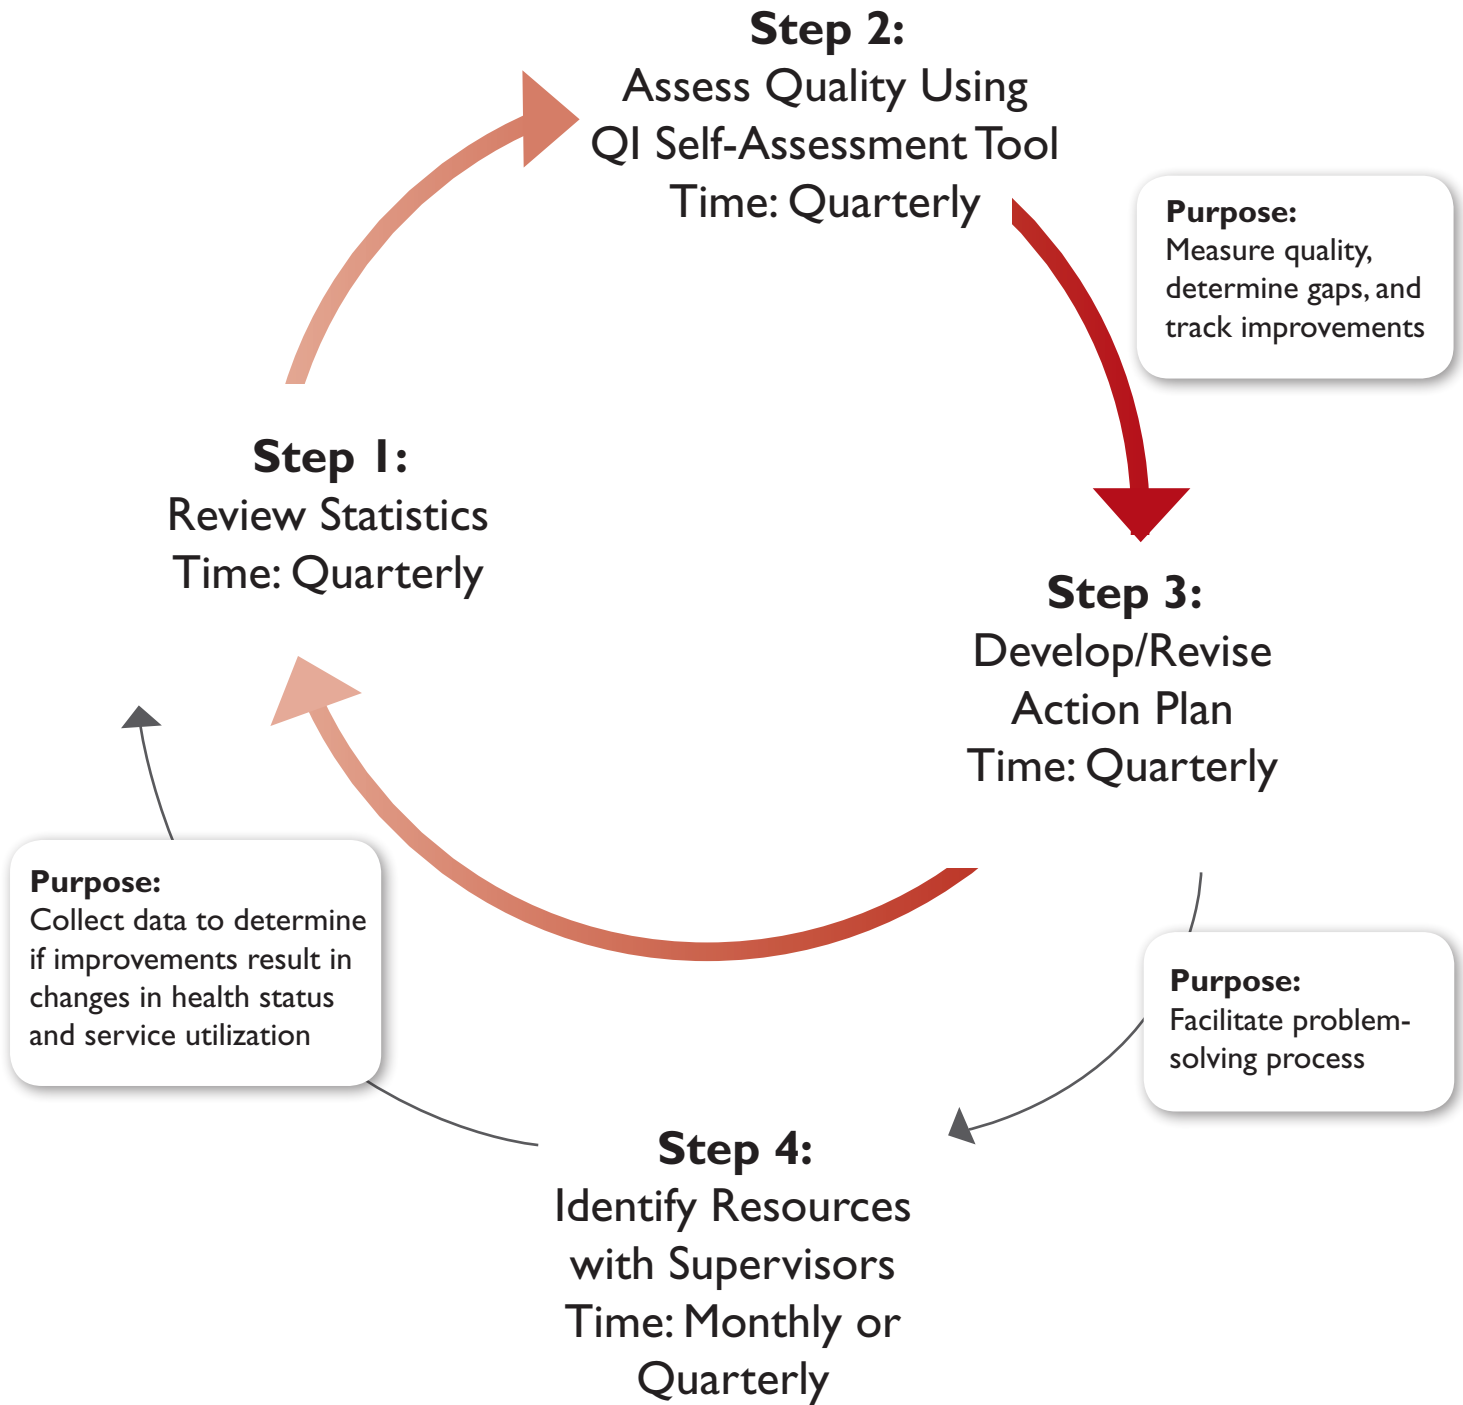 Step 2:
Assess Quality Using
QI Self-Assessment Tool
Time: Quarterly
Purpose:
Measure quality,
determine gaps, and
track improvements
Step 1:
Review Statistics
Time: Quarterly
Step 3:
Develop/Revise
Action Plan
Time: Quarterly
Purpose:
Collect data to determine
if improvements result in
changes in health status
and service utilization
Purpose:
Facilitate problem-
solving process
Step 4:
Identify Resources
with Supervisors
Time: Monthly or
Quarterly